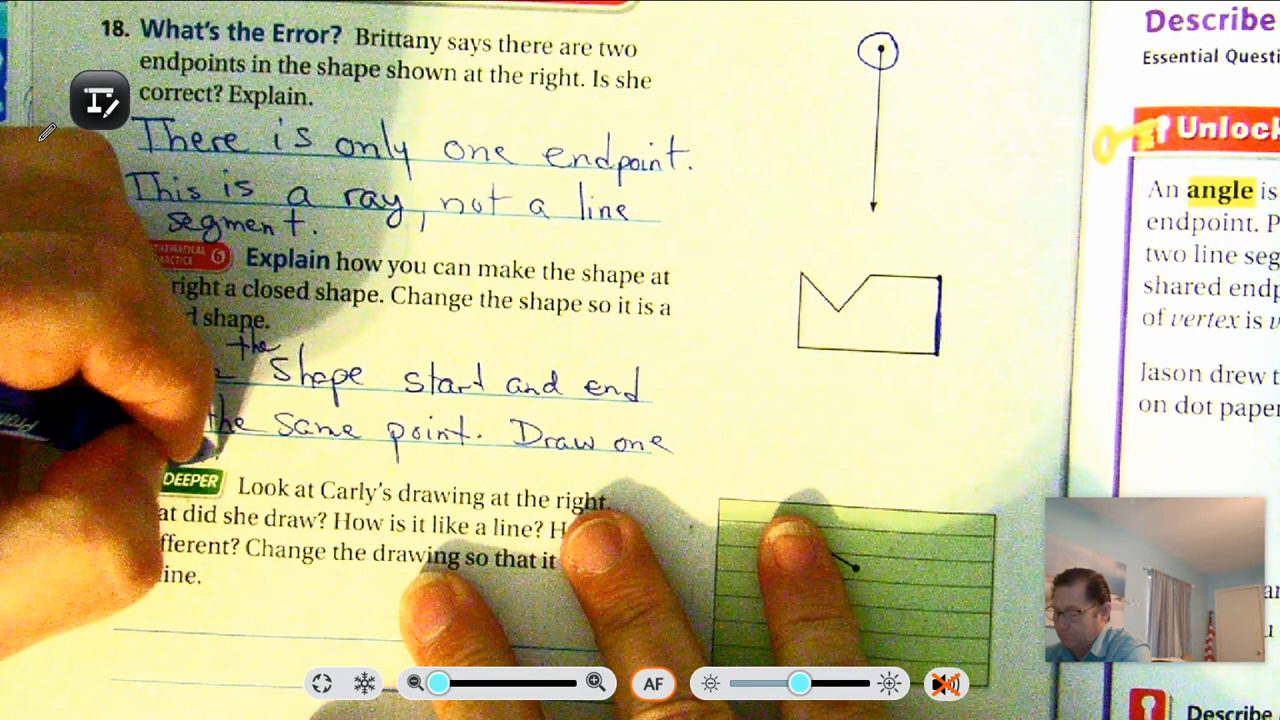 18. What's the Error? Brittany says there are two
endpoints in the shape shown at the right. Is she
correct? Explain.
There is only one endpoint.
This is a ray, not a line
segment.
MATHEMATICAL
PRACTICE 6 Explain how you can make the shape at
right a closed shape. Change the shape so it is a
d shape.
the
shape start and end
the same point. Draw one
DEEPER Look at Carly's drawing at the right.
at did she draw? How is it like a line? H
fferent? Change the drawing so that it
line.
AF
Describe
Essential Questi
Unlock
An angle is
endpoint. P
two line seg
shared endp
of vertex is v
Jason drew t
on dot paper
Describe